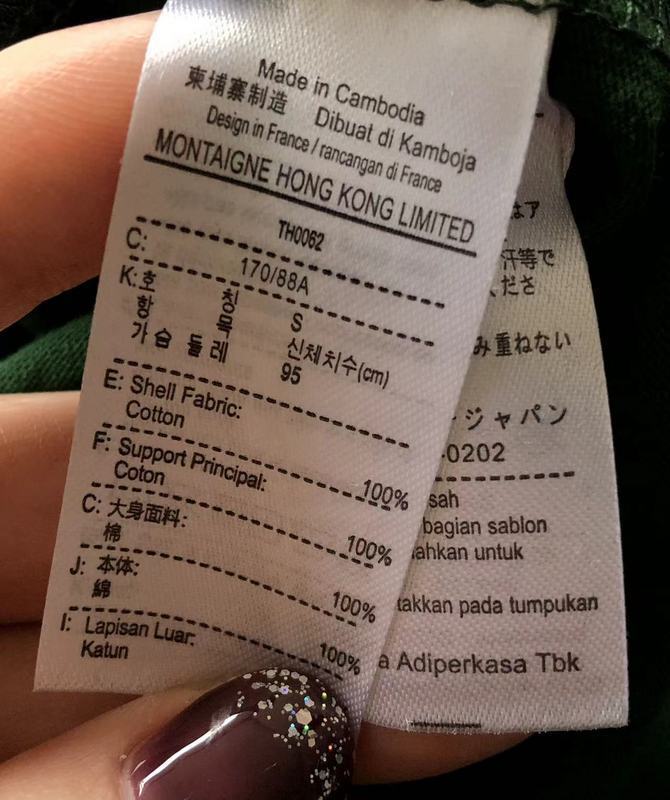 Made in Cambodia
柬埔寨制造 Dibuat di Kamboja
Design in France / rancangan di France
MONTAIGNE HONG KONG LIMITED
TH0062
C: 170/88A
K:호 칭 S
항 목 신체치수(cm)
가 슴 둘 레 95
E: Shell Fabric:
Cotton 100%
F: Support Principal:
Coton 100%
C: 大身面料:
棉 100%
J: 本体:
綿 100%
I: Lapisan Luar:
Katun
はア
汗等で
ださ
み重ねない
ジャパン
-0202
sah
bagian sablon
ahkan untuk
takkan pada tumpukan
a Adiperkasa Tbk